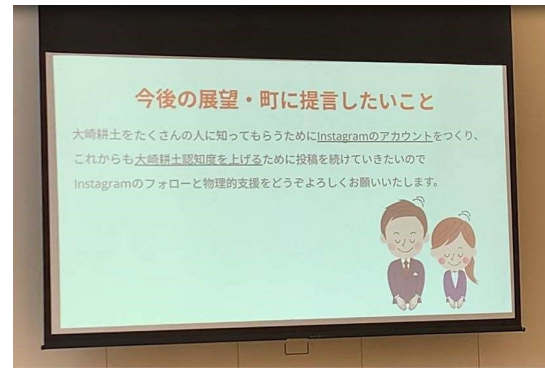 今後の展望・町に提言したいこと
大崎耕土をたくさんの人に知ってもらうためにInstagramのアカウントをつくり、
これからも大崎耕土認知度を上げるために投稿を続けていきたいので
Instagramのフォローと物理的支援をどうぞよろしくお願いいたします。